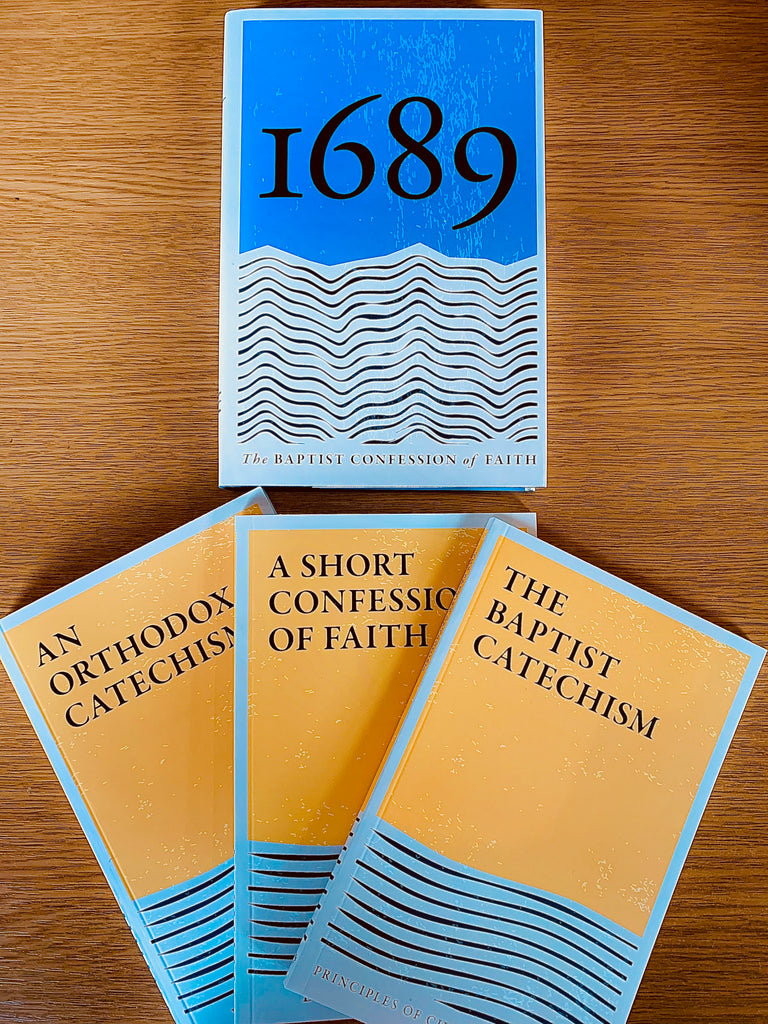 1689
The BAPTIST CONFESSION of FAITH
AN
ORTHODOX
CATECHISM
A SHORT
CONFESSIO
OF FAITH
THE
BAPTIST
CATECHISM
PRINCIPLES OF